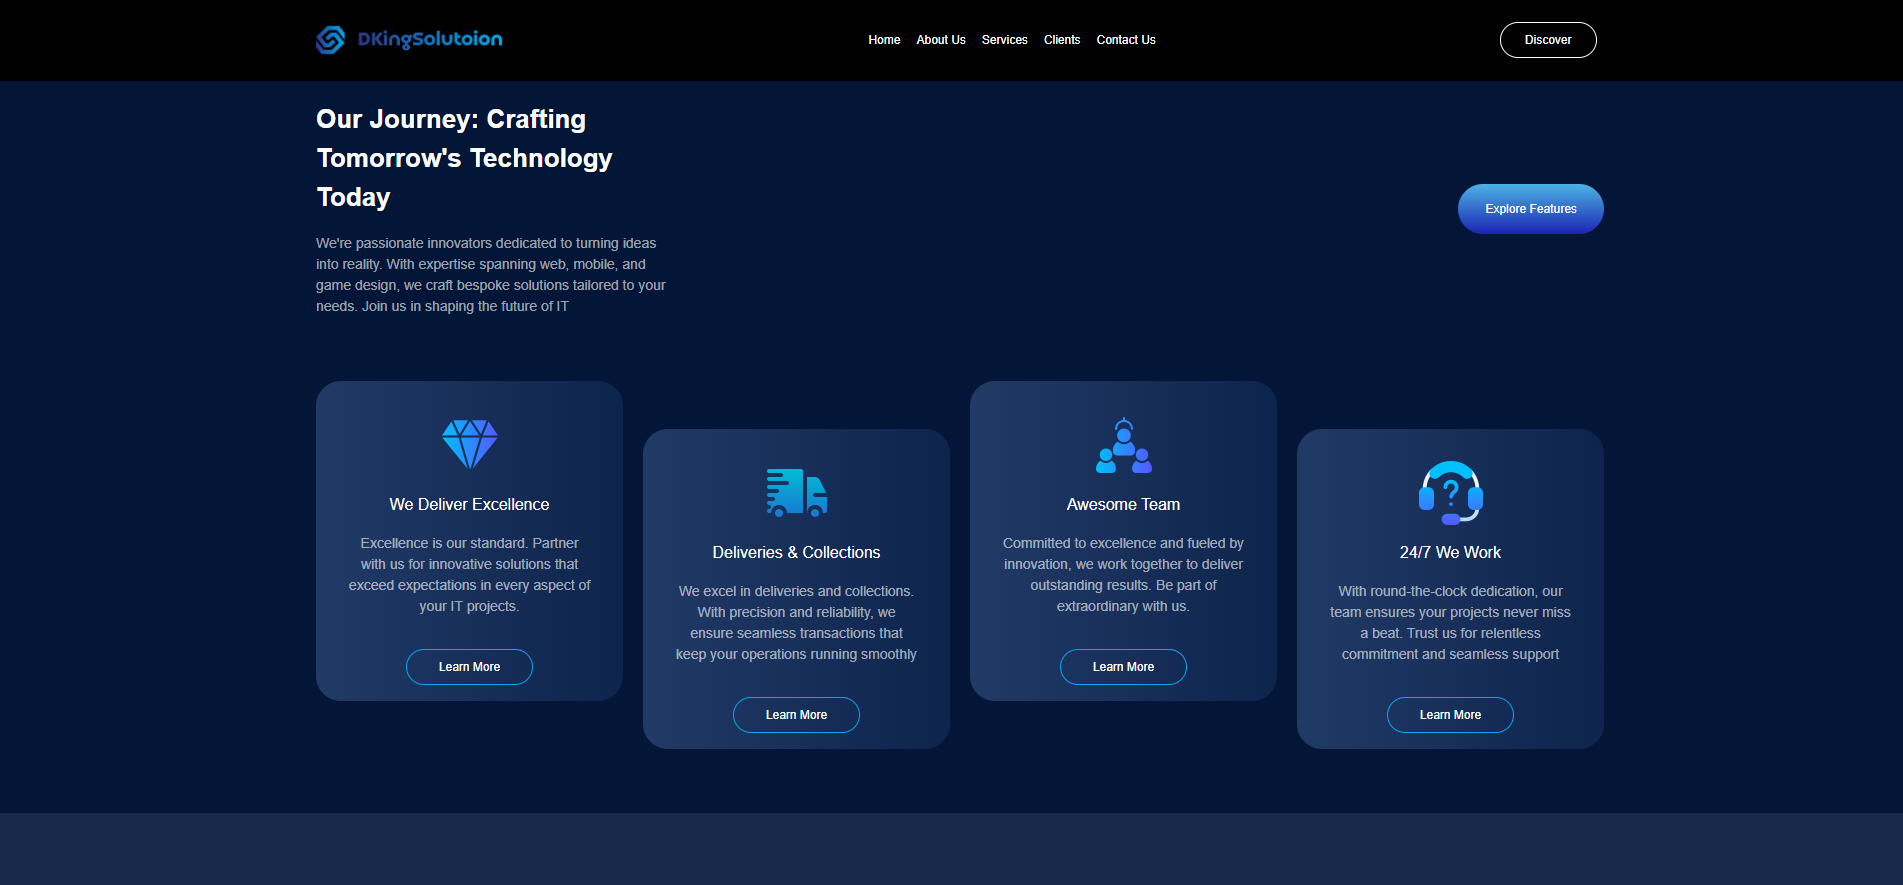 DKingSolutoion
Home About Us Services Clients Contact Us
Discover
Our Journey: Crafting
Tomorrow's Technology
Today
Explore Features
We're passionate innovators dedicated to turning ideas
into reality. With expertise spanning web, mobile, and
game design, we craft bespoke solutions tailored to your
needs. Join us in shaping the future of IT
We Deliver Excellence
Excellence is our standard. Partner
with us for innovative solutions that
exceed expectations in every aspect of
your IT projects.
Learn More
Deliveries & Collections
We excel in deliveries and collections.
With precision and reliability, we
ensure seamless transactions that
keep your operations running smoothly
Learn More
Awesome Team
Committed to excellence and fueled by
innovation, we work together to deliver
outstanding results. Be part of
extraordinary with us.
Learn More
?
24/7 We Work
With round-the-clock dedication, our
team ensures your projects never miss
a beat. Trust us for relentless
commitment and seamless support
Learn More